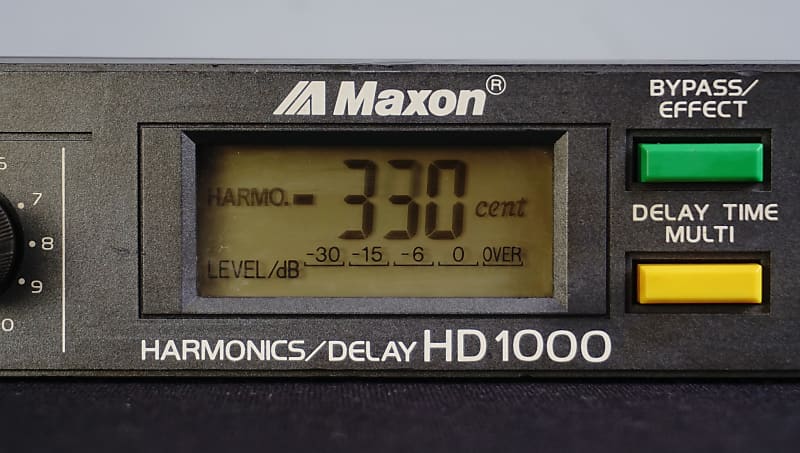 Maxon®
BYPASS/
EFFECT
7
8
9
HARMO. -330 cent
LEVEL/dB -30 -15 -6 0 OVER
DELAY TIME
MULTI
HARMONICS/DELAY HD1000